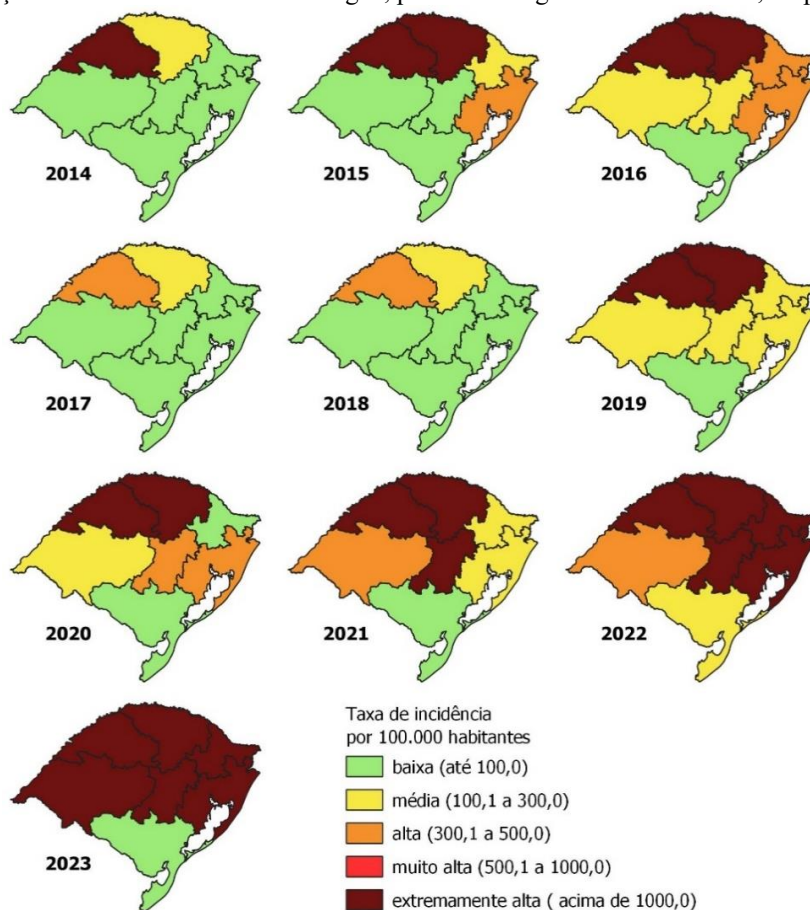 2014
2015
2016
2017
2018
2019
2020
2021
2022
2023
Taxa de incidência
por 100.000 habitantes
baixa (até 100,0)
média (100,1 a 300,0)
alta (300,1 a 500,0)
muito alta (500,1 a 1000,0)
extremamente alta ( acima de 1000,0)